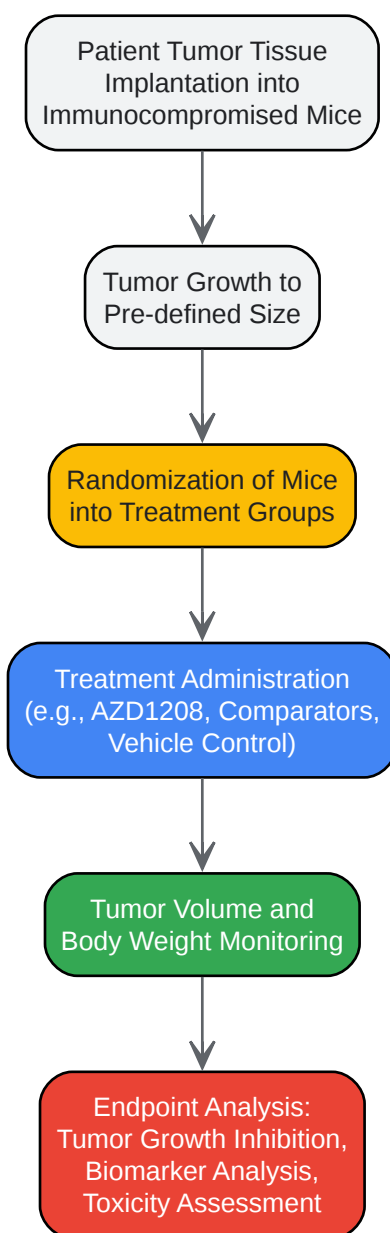 Patient Tumor Tissue
Implantation into
Immunocompromised Mice
Tumor Growth to
Pre-defined Size
Randomization of Mice
into Treatment Groups
Treatment Administration
(e.g., AZD1208, Comparators,
Vehicle Control)
Tumor Volume and
Body Weight Monitoring
Endpoint Analysis:
Tumor Growth Inhibition,
Biomarker Analysis,
Toxicity Assessment